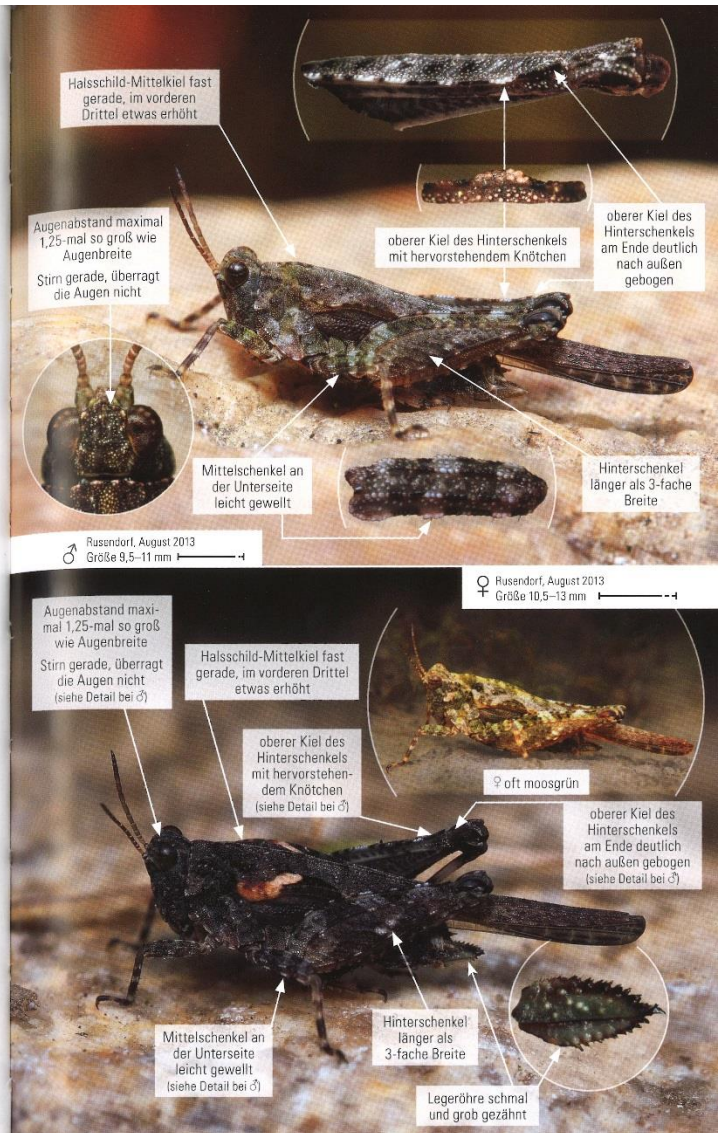 Halsschild-Mittelkiel fast
gerade, im vorderen
Drittel etwas erhöht
Augenabstand maximal
1,25-mal so groß wie
Augenbreite
Stirn gerade, überragt
die Augen nicht
oberer Kiel des Hinterschenkels
mit hervorstehendem Knötchen
oberer Kiel des
Hinterschenkels
am Ende deutlich
nach außen
gebogen
Mittelschenkel an
der Unterseite
leicht gewellt
Hinterschenkel
länger als 3-fache
Breite
♂ Rusendorf, August 2013
Größe 9,5–11 mm
♀ Rusendorf, August 2013
Größe 10,5–13 mm
Augenabstand maxi-
mal 1,25-mal so groß
wie Augenbreite
Stirn gerade, überragt
die Augen nicht
(siehe Detail bei ♂)
Halsschild-Mittelkiel fast
gerade, im vorderen Drittel
etwas erhöht
oberer Kiel des
Hinterschenkels
mit hervorstehen-
dem Knötchen
(siehe Detail bei ♂)
♀ oft moosgrün
oberer Kiel des
Hinterschenkels
am Ende deutlich
nach außen gebogen
(siehe Detail bei ♂)
Mittelschenkel an
der Unterseite
leicht gewellt
(siehe Detail bei ♂)
Hinterschenkel
länger als
3-fache Breite
Legeröhre schmal
und grob gezähnt